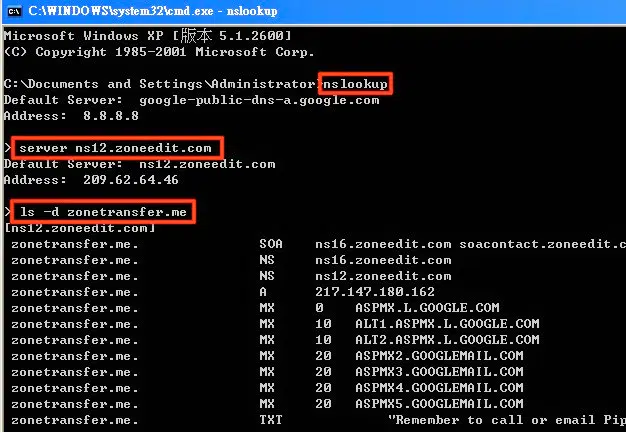 C:\WINDOWS\system32\cmd.exe - nslookup
Microsoft Windows XP [版本 5.1.2600]
(C) Copyright 1985-2001 Microsoft Corp.
C:\Documents and Settings\Administrator>nslookup
Default Server:  google-public-dns-a.google.com
Address:  8.8.8.8
> server ns12.zoneedit.com
Default Server:  ns12.zoneedit.com
Address:  209.62.64.46
> ls -d zonetransfer.me
[ns12.zoneedit.com]
zonetransfer.me. SOA ns16.zoneedit.com soacontact.zoneedit.c
zonetransfer.me. NS ns16.zoneedit.com
zonetransfer.me. NS ns12.zoneedit.com
zonetransfer.me. A 217.147.180.162
zonetransfer.me. MX 0 ASPMX.L.GOOGLE.COM
zonetransfer.me. MX 10 ALT1.ASPMX.L.GOOGLE.COM
zonetransfer.me. MX 10 ALT2.ASPMX.L.GOOGLE.COM
zonetransfer.me. MX 20 ASPMX2.GOOGLEMAIL.COM
zonetransfer.me. MX 20 ASPMX3.GOOGLEMAIL.COM
zonetransfer.me. MX 20 ASPMX4.GOOGLEMAIL.COM
zonetransfer.me. MX 20 ASPMX5.GOOGLEMAIL.COM
zonetransfer.me. TXT "Remember to call or email Pip